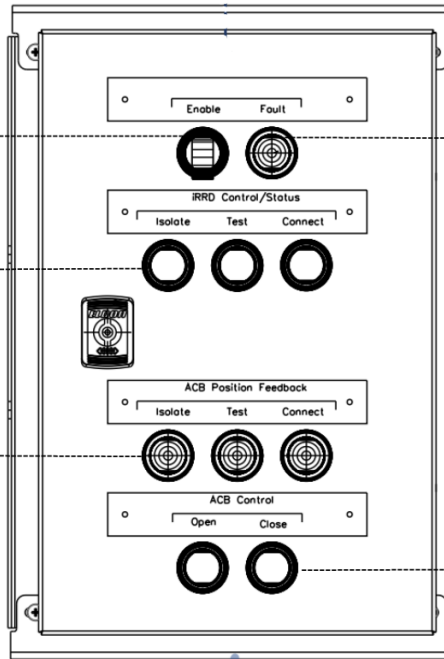 Enable Fault
iRRD Control/Status
Isolate Test Connect
ACB Position Feedback
Isolate Test Connect
ACB Control
Open Close